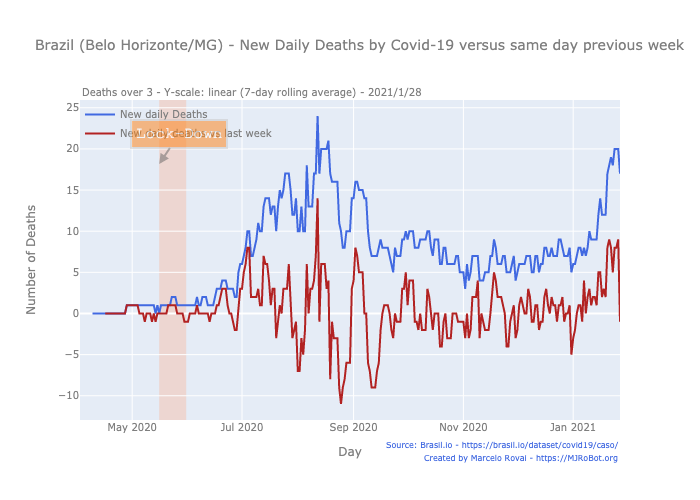 Brazil (Belo Horizonte/MG) - New Daily Deaths by Covid-19 versus same day previous week
Deaths over 3 - Y-scale: linear (7-day rolling average) - 2021/1/28
New daily Deaths
New daily deaths vs last week
Lock Down
Number of Deaths
25
20
15
10
5
0
−5
−10
May 2020
Jul 2020
Sep 2020
Nov 2020
Jan 2021
Day
Source: Brasil.io - https://brasil.io/dataset/covid19/caso/
Created by Marcelo Rovai - https://MJRoBot.org